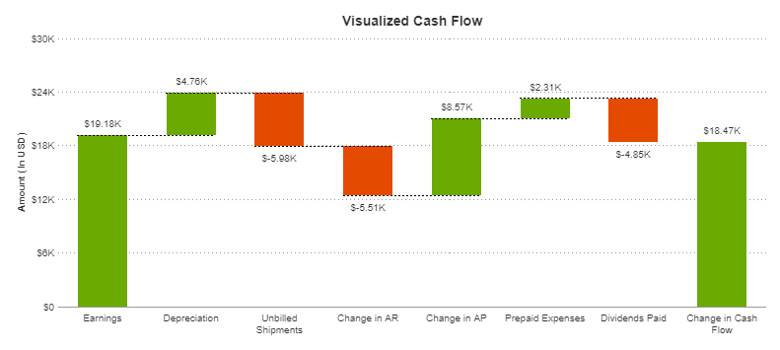 Visualized Cash Flow
$30K
$24K
$18K
$12K
$6K
$0
Amount (In USD)
$19.18K
$4.76K
$-5.98K
$-5.51K
$8.57K
$2.31K
$-4.85K
$18.47K
Earnings
Depreciation
Unbilled
Shipments
Change in AR
Change in AP
Prepaid Expenses
Dividends Paid
Change in Cash
Flow